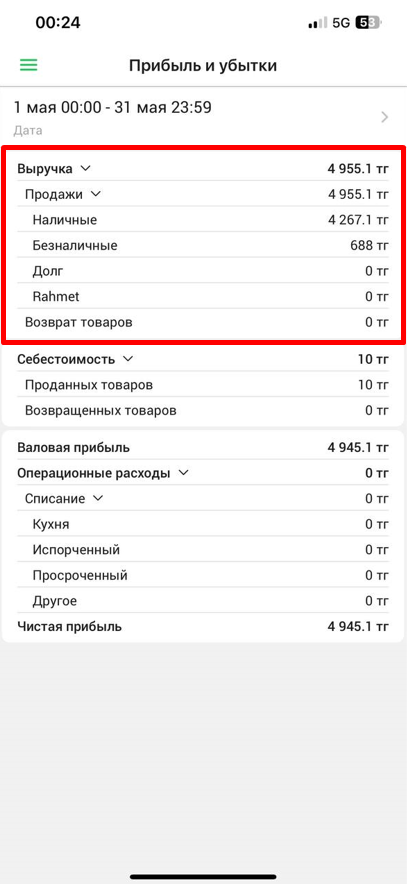 00:24 5G 53
Прибыль и убытки
1 мая 00:00 - 31 мая 23:59
Дата
Выручка 4 955.1 тг
Продажи 4 955.1 тг
Наличные 4 267.1 тг
Безналичные 688 тг
Долг 0 тг
Rahmet 0 тг
Возврат товаров 0 тг
Себестоимость 10 тг
Проданных товаров 10 тг
Возвращенных товаров 0 тг
Валовая прибыль 4 945.1 тг
Операционные расходы 0 тг
Списание 0 тг
Кухня 0 тг
Испорченный 0 тг
Просроченный 0 тг
Другое 0 тг
Чистая прибыль 4 945.1 тг